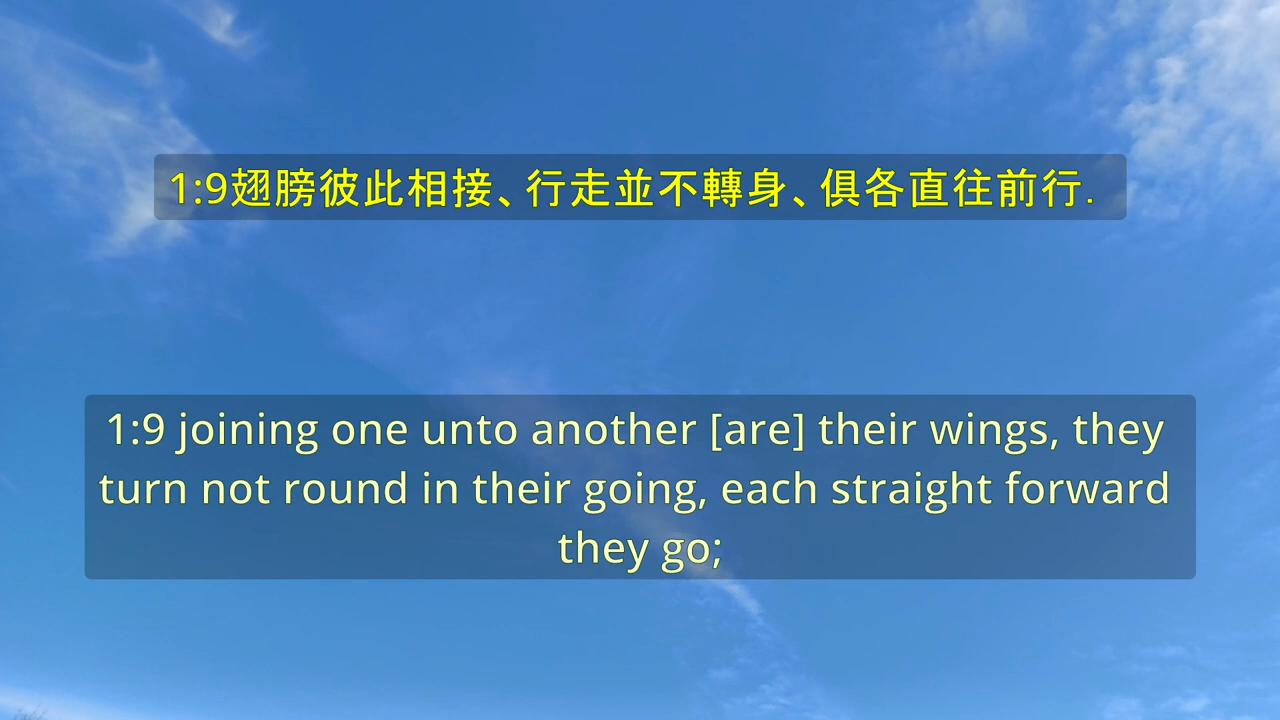 1:9翅膀彼此相接、行走並不轉身、俱各直往前行.
1:9 joining one unto another [are] their wings, they
turn not round in their going, each straight forward
they go;